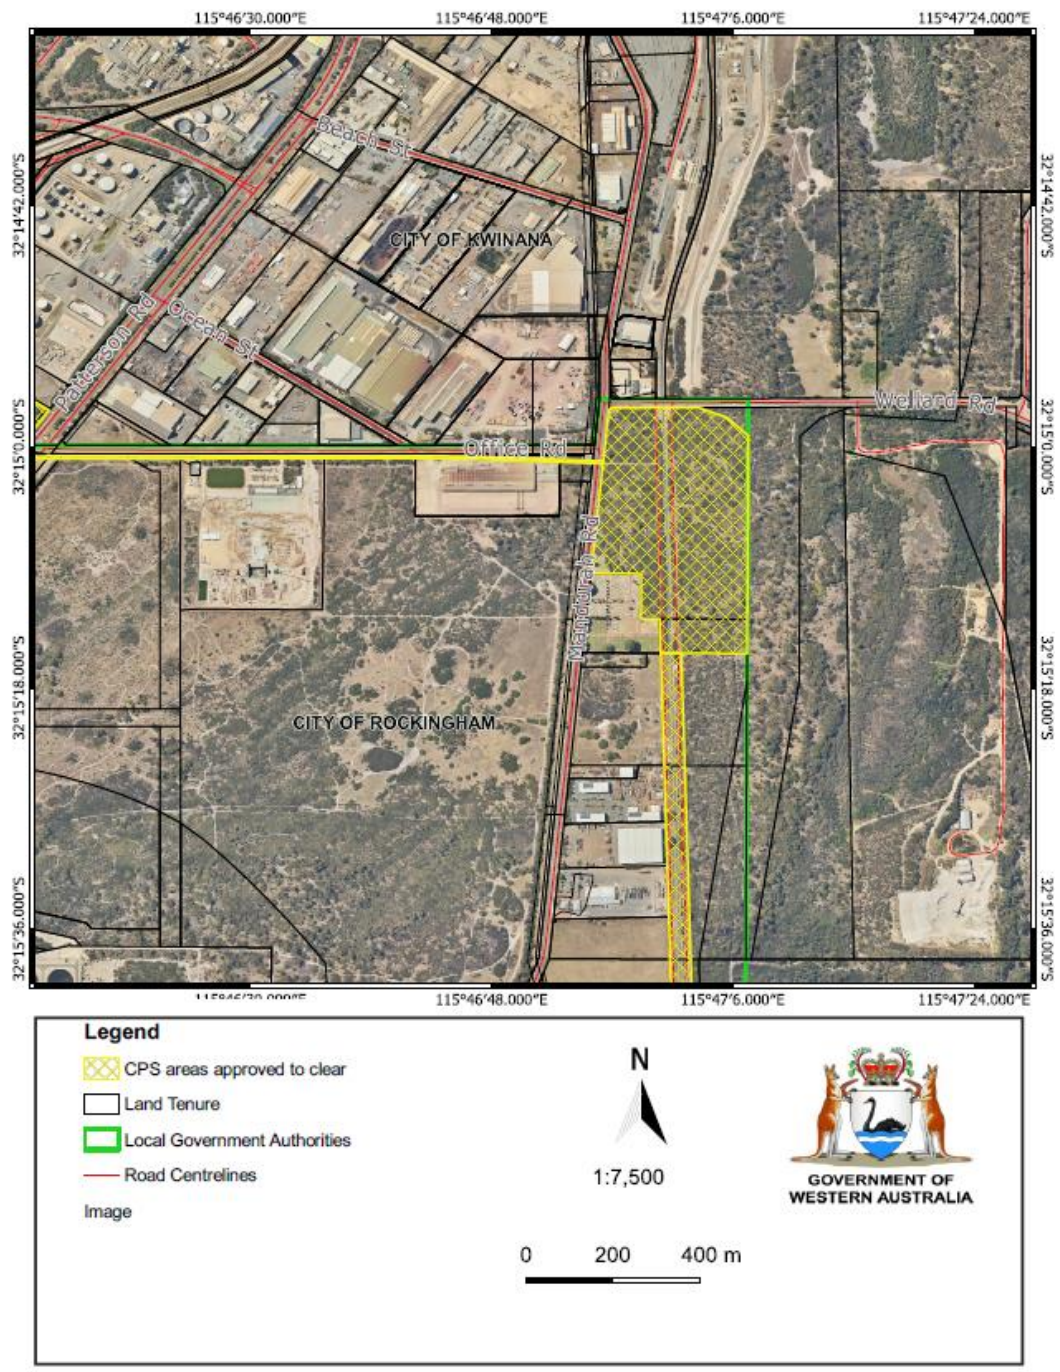 115°46'30.000"E 115°46'48.000"E 115°47'6.000"E 115°47'24.000"E
Beach St
32°14'42.000"S
32°14'42.000"S
CITY OF KWINANA
Patterson Rd
Ocean St
Wellard Rd
32°15'0.000"S
Office Rd
32°15'0.000"S
Mandurah Rd
32°15'18.000"S
CITY OF ROCKINGHAM
32°15'18.000"S
32°15'36.000"S
32°15'36.000"S
115°46'30.000"E 115°46'48.000"E 115°47'6.000"E 115°47'24.000"E
Legend
CPS areas approved to clear
Land Tenure
Local Government Authorities
Road Centrelines
Image
N
1:7,500
0 200 400 m
GOVERNMENT OF
WESTERN AUSTRALIA